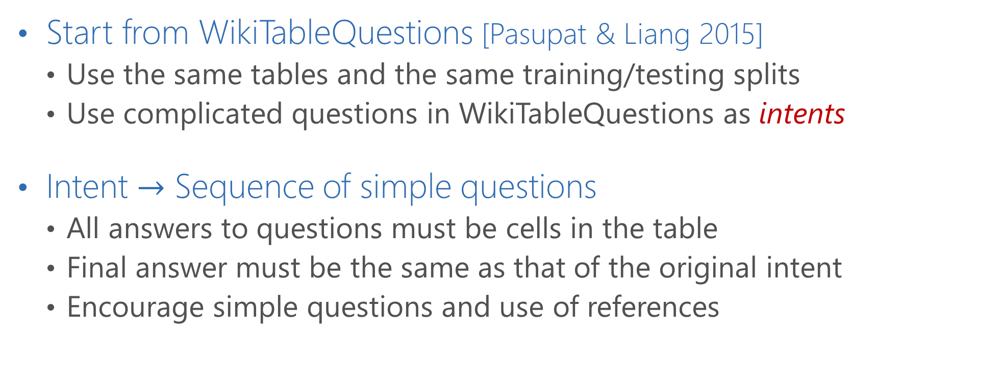 • Start from WikiTableQuestions [Pasupat & Liang 2015]
• Use the same tables and the same training/testing splits
• Use complicated questions in WikiTableQuestions as intents
• Intent → Sequence of simple questions
• All answers to questions must be cells in the table
• Final answer must be the same as that of the original intent
• Encourage simple questions and use of references